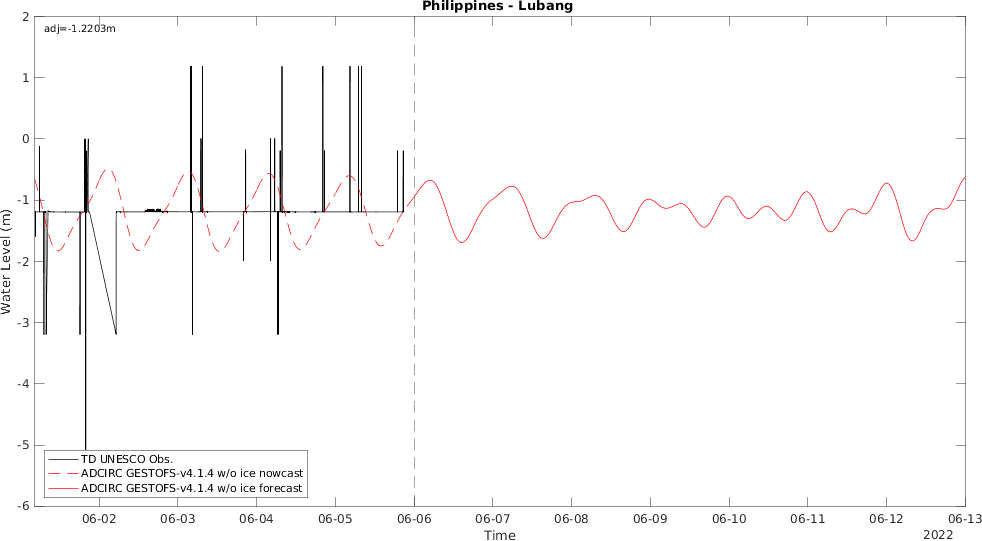 Philippines - Lubang
adj=-1.2203m
2
1
0
-1
-2
-3
-4
-5
-6
Water Level (m)
TD UNESCO Obs.
ADCIRC GESTOFS-v4.1.4 w/o ice nowcast
ADCIRC GESTOFS-v4.1.4 w/o ice forecast
06-02 06-03 06-04 06-05 06-06 06-07 06-08 06-09 06-10 06-11 06-12 06-13
Time
2022